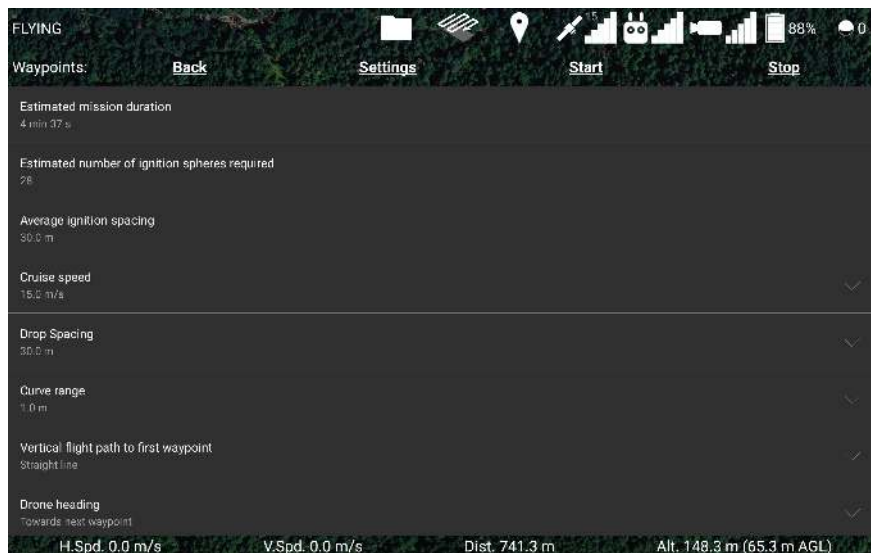 FLYING 15 88% 0
Waypoints: Back Settings Start Stop
Estimated mission duration
4 min 37 s
Estimated number of ignition spheres required
28
Average ignition spacing
30.0 m
Cruise speed
15.0 m/s
Drop Spacing
30.0 m
Curve range
1.0 m
Vertical flight path to first waypoint
Straight line
Drone heading
Towards next waypoint
H.Spd. 0.0 m/s V.Spd. 0.0 m/s Dist. 741.3 m Alt. 148.3 m (65.3 m AGL)